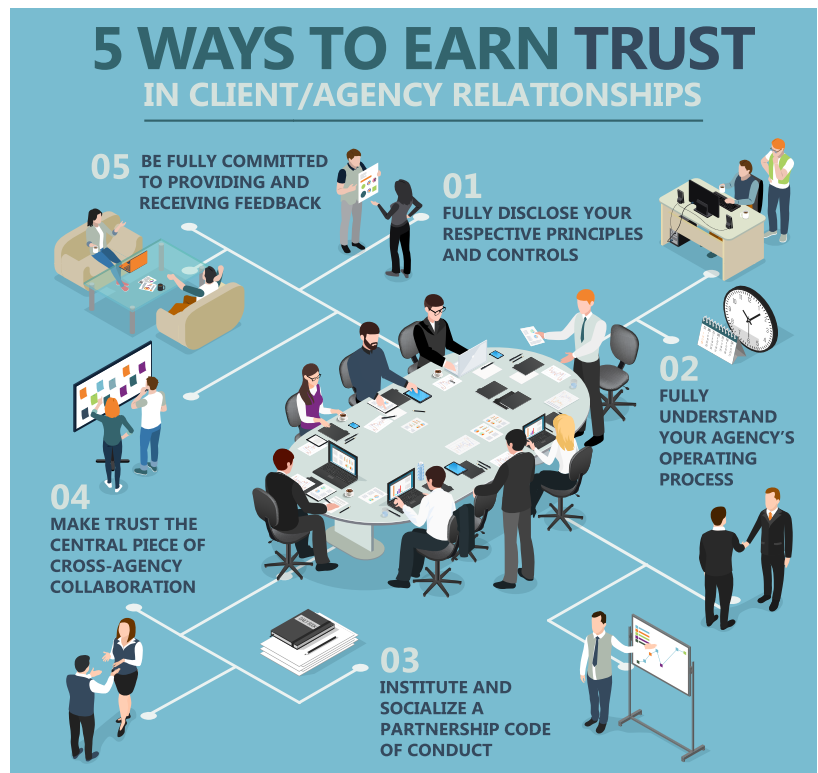 5 WAYS TO EARN TRUST
IN CLIENT/AGENCY RELATIONSHIPS
01
FULLY DISCLOSE YOUR
RESPECTIVE PRINCIPLES
AND CONTROLS
02
FULLY
UNDERSTAND
YOUR AGENCY'S
OPERATING
PROCESS
03
INSTITUTE AND
SOCIALIZE A
PARTNERSHIP CODE
OF CONDUCT
04
MAKE TRUST THE
CENTRAL PIECE OF
CROSS-AGENCY
COLLABORATION
05 BE FULLY COMMITTED
TO PROVIDING AND
RECEIVING FEEDBACK